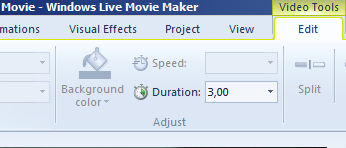 Movie - Windows Live Movie Maker
Video Tools
mations Visual Effects Project View Edit
Speed:
Background color
Duration: 3,00
Split
Adjust